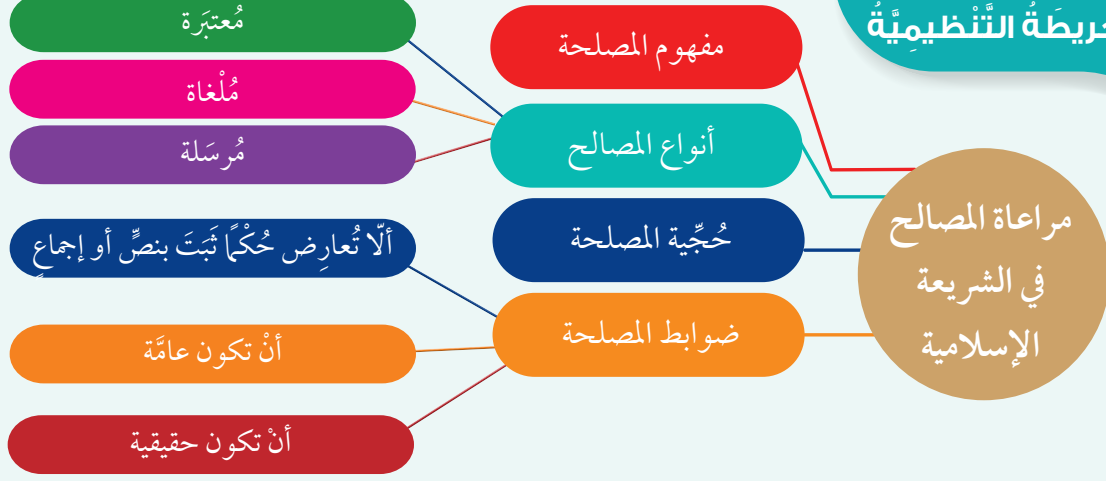 التَّنْظيمِيَّةُ
مراعاة المصالح
في الشريعة
الإسلامية
مفهوم المصلحة
أنواع المصالح
مُعتبَرة
مُلْغاة
مُرسَلة
حُجِّية المصلحة
ضوابط المصلحة
ألّا تُعارِض حُكْمًا ثَبَتَ بنصٍّ أو إجماعٍ
أنْ تكون عامَّة
أنْ تكون حقيقية